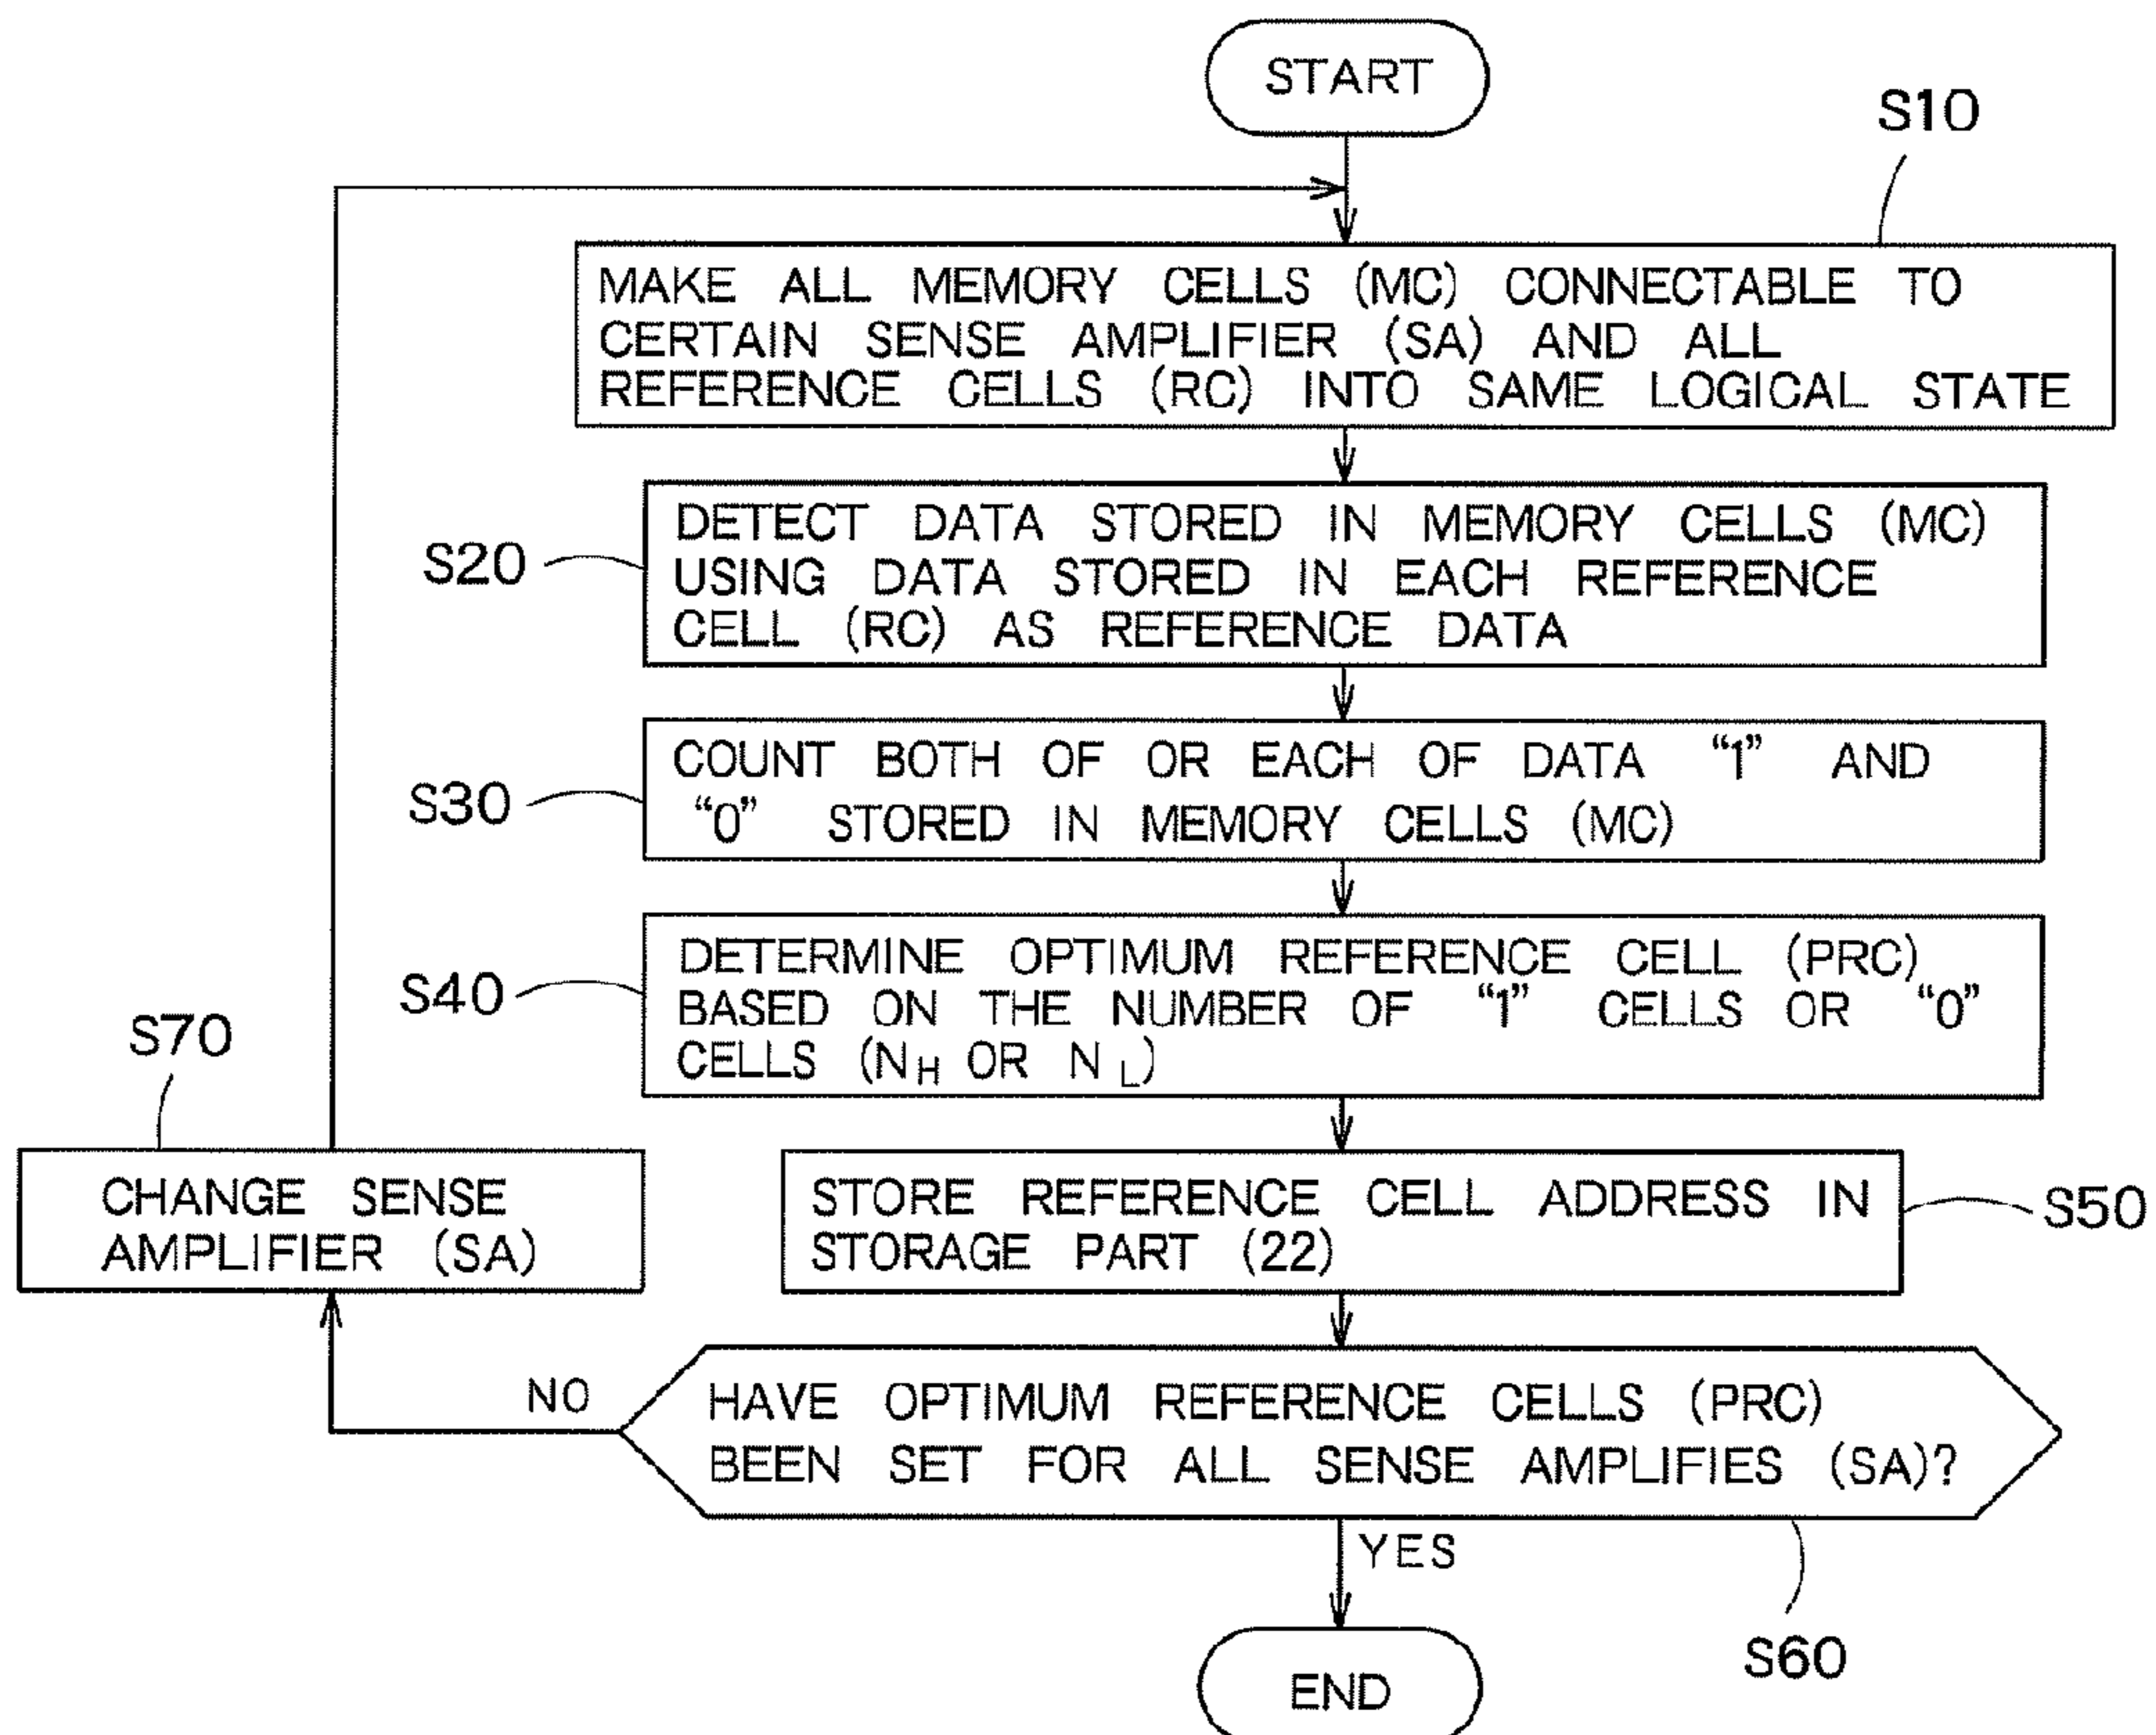 START
S10
MAKE ALL MEMORY CELLS (MC) CONNECTABLE TO
CERTAIN SENSE AMPLIFIER (SA) AND ALL
REFERENCE CELLS (RC) INTO SAME LOGICAL STATE
S20
DETECT DATA STORED IN MEMORY CELLS (MC)
USING DATA STORED IN EACH REFERENCE
CELL (RC) AS REFERENCE DATA
S30
COUNT BOTH OF OR EACH OF DATA “1” AND
“0” STORED IN MEMORY CELLS (MC)
S40
DETERMINE OPTIMUM REFERENCE CELL (PRC)
BASED ON THE NUMBER OF “1” CELLS OR “0”
CELLS (NH OR NL)
S70
CHANGE SENSE
AMPLIFIER (SA)
STORE REFERENCE CELL ADDRESS IN
STORAGE PART (22)
S50
NO
HAVE OPTIMUM REFERENCE CELLS (PRC)
BEEN SET FOR ALL SENSE AMPLIFIES (SA)?
YES
S60
END